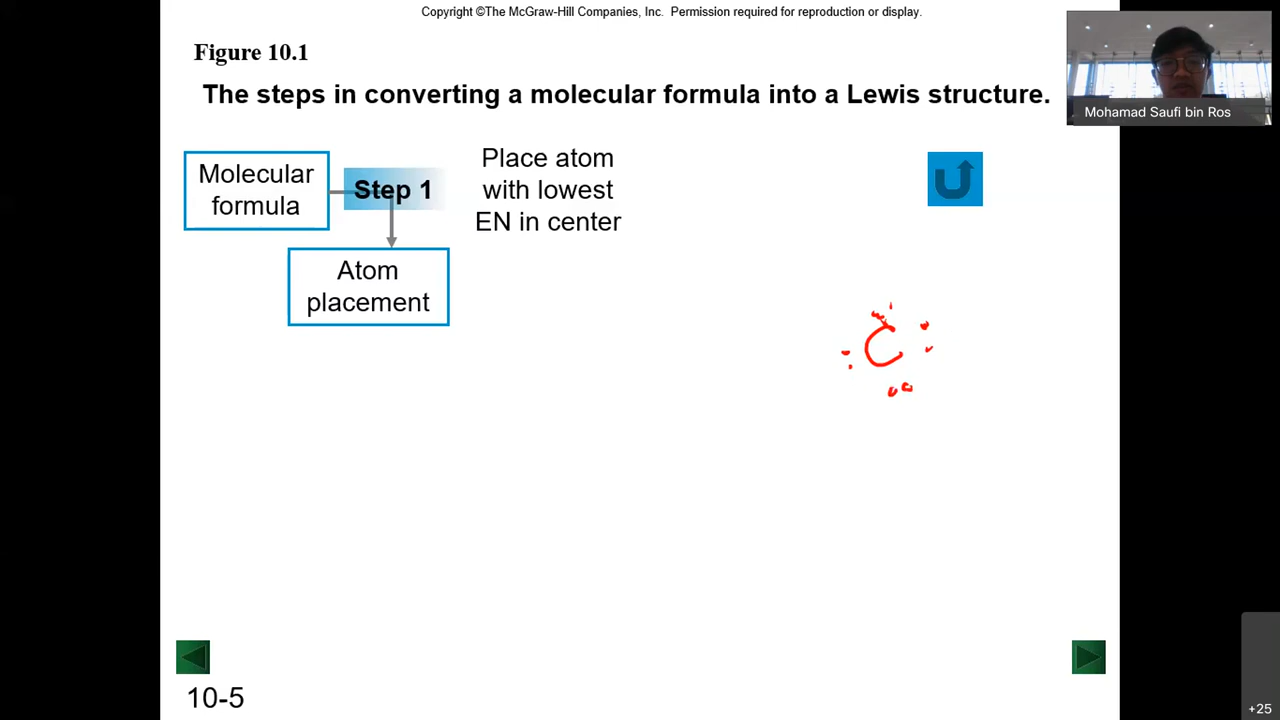 Copyright ©The McGraw-Hill Companies, Inc. Permission required for reproduction or display.
Figure 10.1
The steps in converting a molecular formula into a Lewis structure.
Mohamad Saufi bin Ros
Molecular
formula
Step 1
Place atom
with lowest
EN in center
Atom
placement
C
10-5
+25